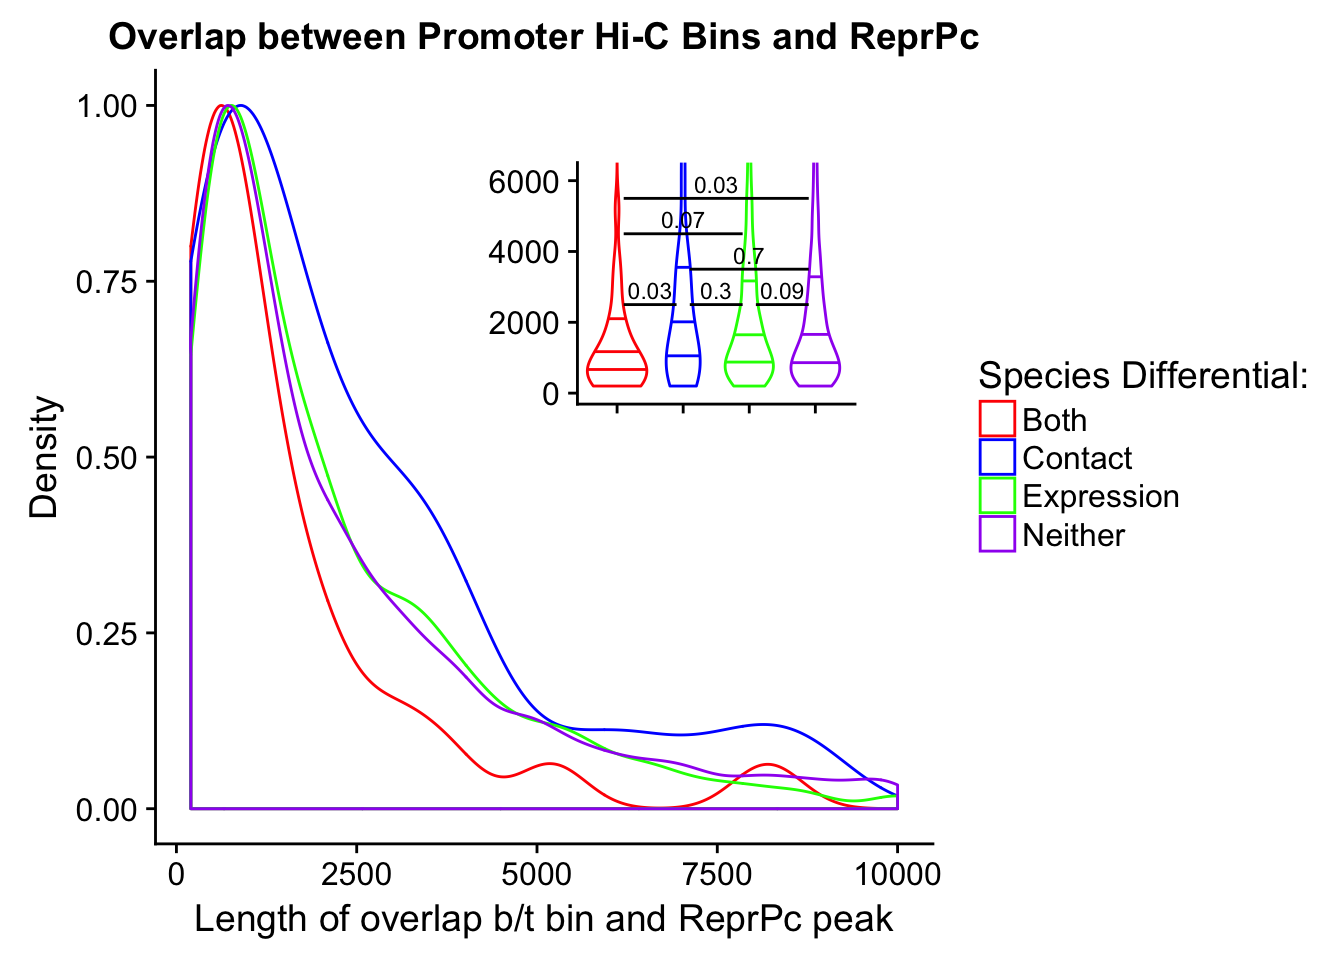 Overlap between Promoter Hi-C Bins and ReprPc
1.00
0.75
0.50
0.25
0.00
Density
0
2500
5000
7500
10000
Length of overlap b/t bin and ReprPc peak
6000
4000
2000
0
0.03
0.07
0.7
0.03
0.3
0.09
Species Differential:
Both
Contact
Expression
Neither